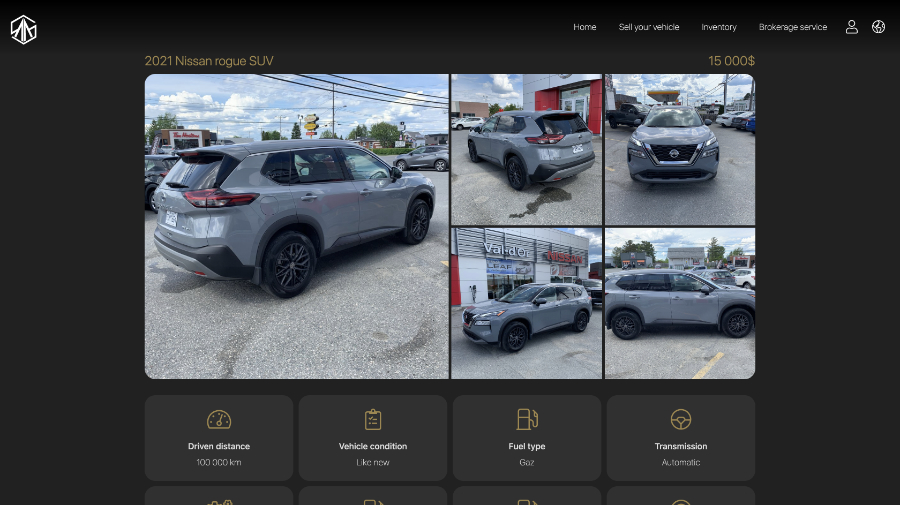 Home Sell your vehicle Inventory Brokerage service
2021 Nissan rogue SUV 15 000$
Val-d'Or
NISSAN
LEAF
Driven distance
100 000 km
Vehicle condition
Like new
Fuel type
Gaz
Transmission
Automatic